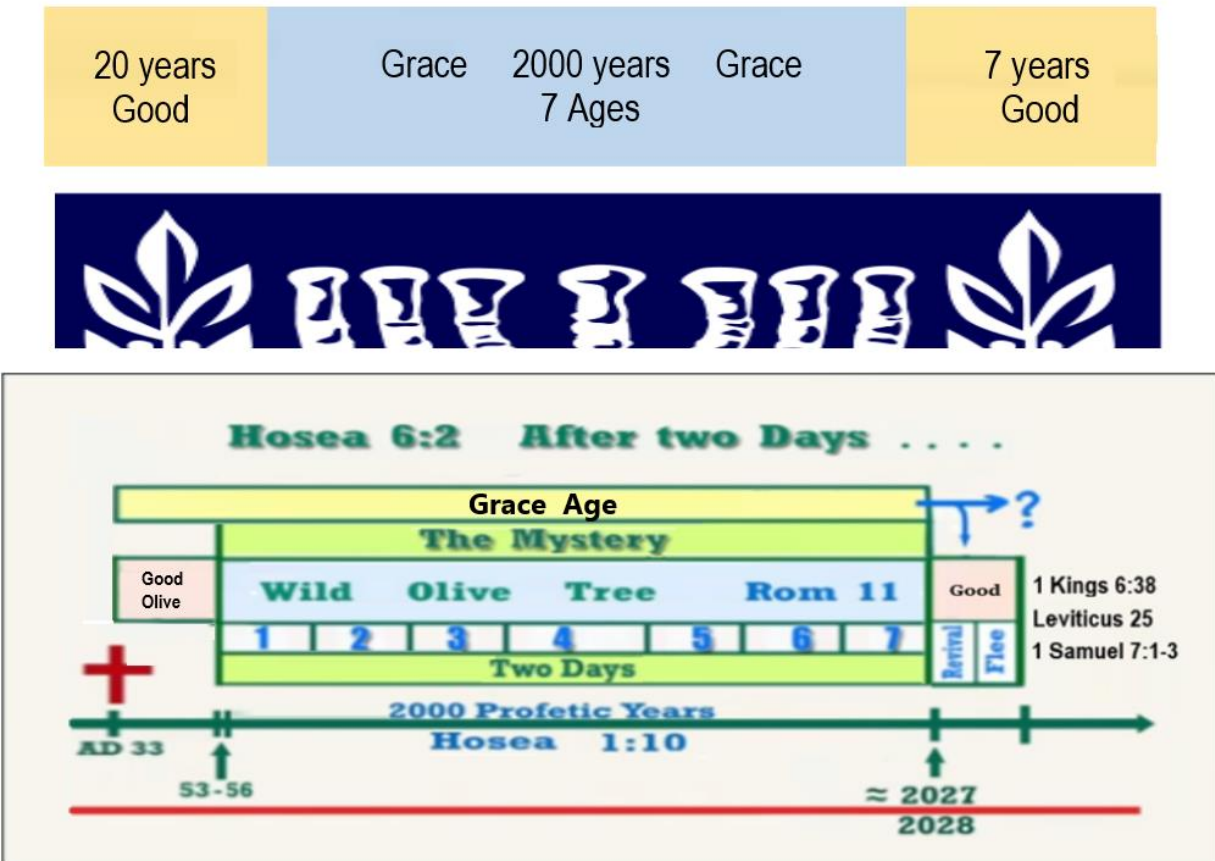 20 years
Good
Grace 2000 years Grace
7 Ages
7 years
Good
Hosea 6:2 After two Days . . . .
Grace Age
?
The Mystery
Good
Olive
Wild Olive Tree Rom 11
Good
1 2 3 4 5 6 7
Revival
Flee
Two Days
1 Kings 6:38
Leviticus 25
1 Samuel 7:1-3
2000 Profetic Years
Hosea 1:10
AD 33
53-56
≈ 2027
2028